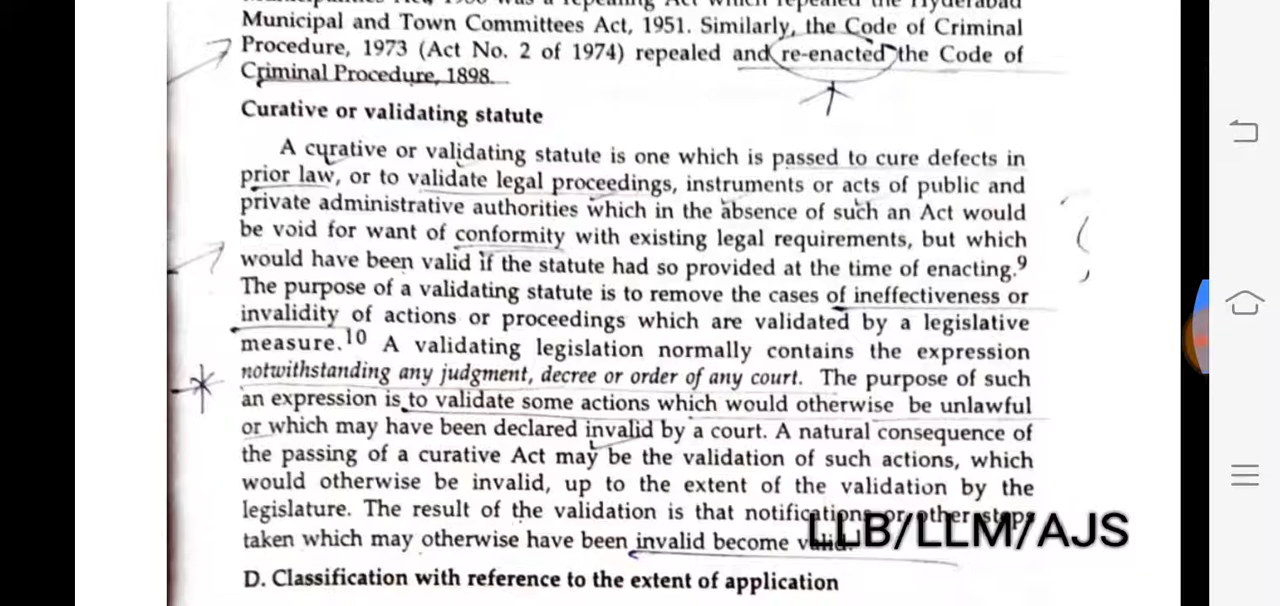 Municipal and Town Committees Act, 1951. Similarly, the Code of Criminal
Procedure, 1973 (Act No. 2 of 1974) repealed and re-enacted the Code of
Criminal Procedure, 1898.
Curative or validating statute
A curative or validating statute is one which is passed to cure defects in
prior law, or to validate legal proceedings, instruments or acts of public and
private administrative authorities which in the absence of such an Act would
be void for want of conformity with existing legal requirements, but which
would have been valid if the statute had so provided at the time of enacting.9
The purpose of a validating statute is to remove the cases of ineffectiveness or
invalidity of actions or proceedings which are validated by a legislative
measure.10 A validating legislation normally contains the expression
notwithstanding any judgment, decree or order of any court. The purpose of such
an expression is to validate some actions which would otherwise be unlawful
or which may have been declared invalid by a court. A natural consequence of
the passing of a curative Act may be the validation of such actions, which
would otherwise be invalid, up to the extent of the validation by the
legislature. The result of the validation is that notifications or other steps
taken which may otherwise have been invalid become valid.
LLB/LLM/AJS
D. Classification with reference to the extent of application